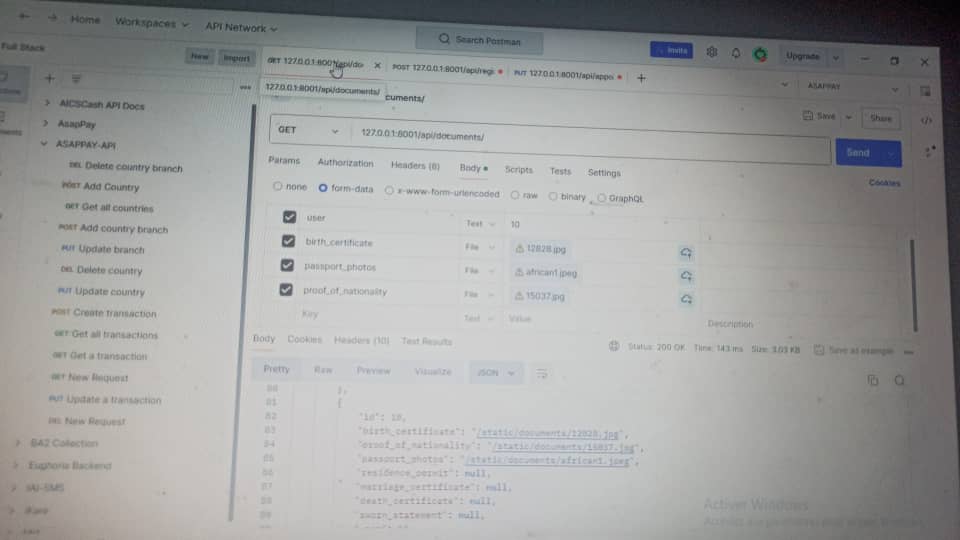 Home Workspaces API Network Search Postman Invite Upgrade
Full Stack New Import GET 127.0.0.1:8001/api/do POST 127.0.0.1:8001/api/regi PUT 127.0.0.1:8001/api/appoi ASAPPAY
127.0.0.1:8001/api/documents/ cuments/ Save Share
AICSCash API Docs
AsapPay
ASAPPAY-API
DEL Delete country branch
POST Add Country
GET Get all countries
POST Add country branch
PUT Update branch
DEL Delete country
PUT Update country
POST Create transaction
GET Get all transactions
GET Get a transaction
GET New Request
PUT Update a transaction
DEL New Request
BA2 Collection
Euphoria Backend
IAI-SMS
GET 127.0.0.1:8001/api/documents/ Send
Params Authorization Headers (8) Body Scripts Tests Settings Cookies
none form-data x-www-form-urlencoded raw binary GraphQL
user Text 10
birth_certificate File 12828.jpg
passport_photos File african1.jpeg
proof_of_nationality File 15037.jpg
Key Text Value Description
Body Cookies Headers (10) Test Results Status: 200 OK Time: 143 ms Size: 3.03 KB Save as example
Pretty Raw Preview Visualize JSON
80 },
81 {
82 "id": 18,
83 "birth_certificate": "/static/documents/12828.jpg",
84 "proof_of_nationality": "/static/documents/15037.jpg",
85 "passport_photos": "/static/documents/african1.jpeg",
86 "residence_permit": null,
87 "marriage_certificate": null,
88 "death_certificate": null,
89 "sworn_statement": null,
Activer Windows